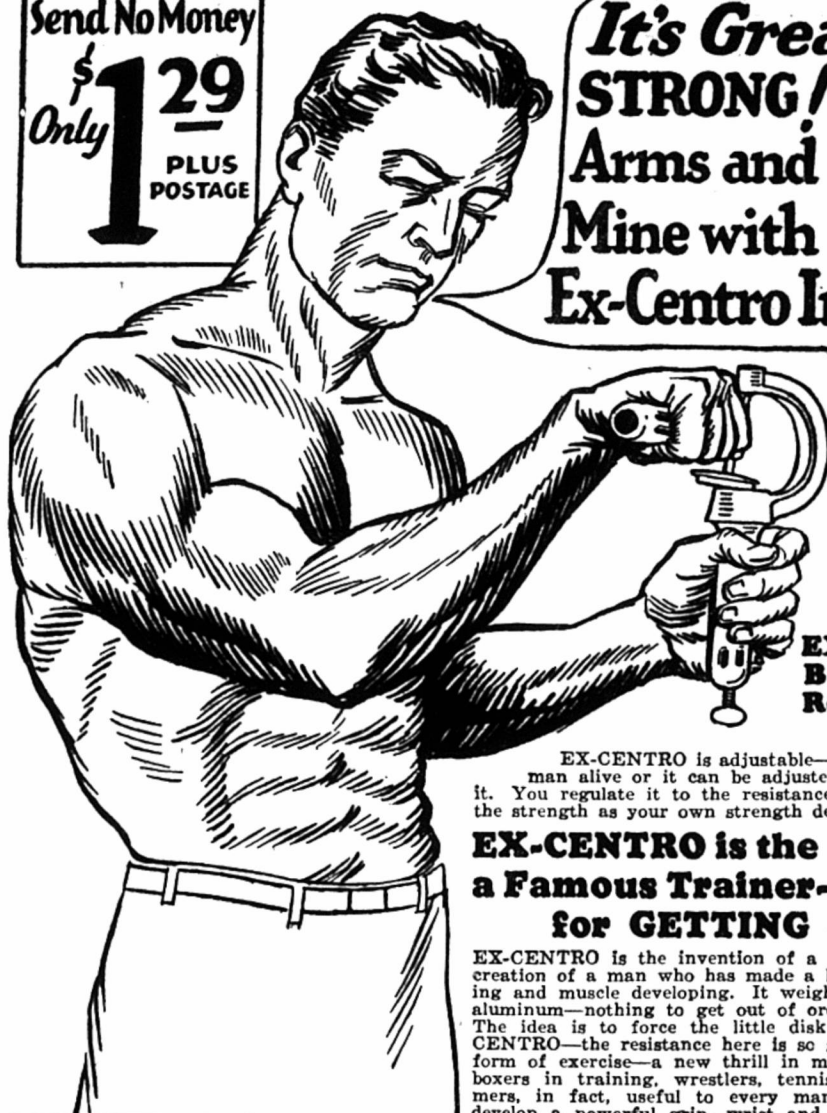 Send No Money
Only $1 29
PLUS
POSTAGE
It's
STRONG!
Arms and
Mine with
Ex-Centro
EX-CENTRO is adjustable—
man alive or it can be
it. You regulate it to the resistance
the strength as your own strength
EX-CENTRO is the
a Famous Trainer-
for GETTING
EX-CENTRO is the invention of a
creation of a man who has made a
ing and muscle developing. It
aluminum—nothing to get out of
The idea is to force the little disk
CENTRO—the resistance here is so
form of exercise—a new thrill in
boxers in training, wrestlers,
mers, in fact, useful to every
develop a powerful grip, wrist and